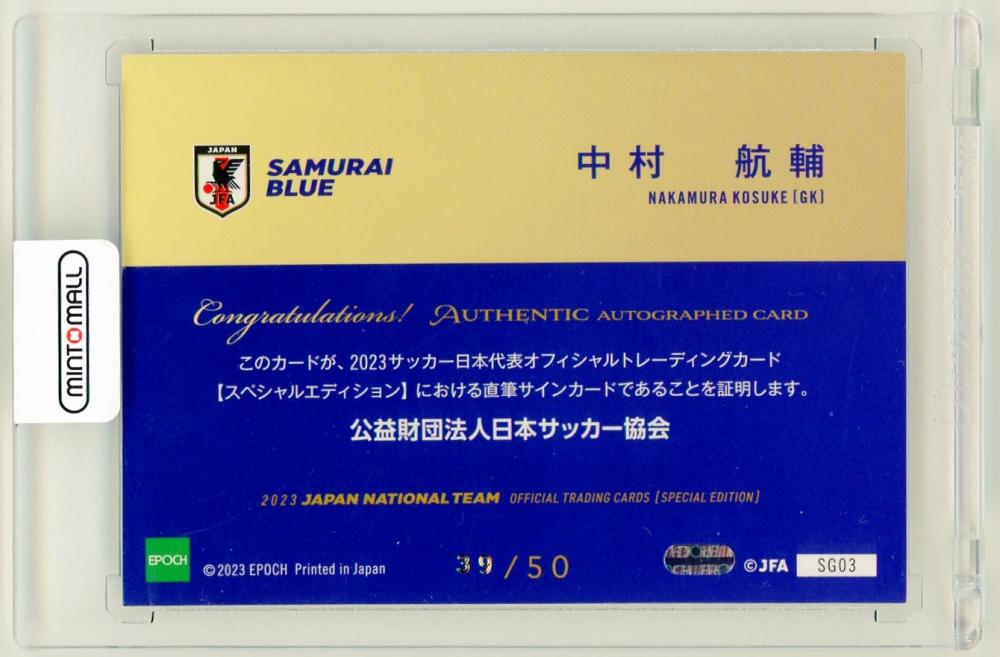 JAPAN
JFA
SAMURAI
BLUE
中村 航輔
NAKAMURA KOSUKE [GK]
MINTOMALL
Congratulations! AUTHENTIC AUTOGRAPHED CARD
このカードが、2023サッカー日本代表オフィシャルトレーディングカード
【スペシャルエディション】における直筆サインカードであることを証明します。
公益財団法人日本サッカー協会
2023 JAPAN NATIONAL TEAM OFFICIAL TRADING CARDS [SPECIAL EDITION]
EPOCH
©2023 EPOCH Printed in Japan
39/50
©JFA
SG03